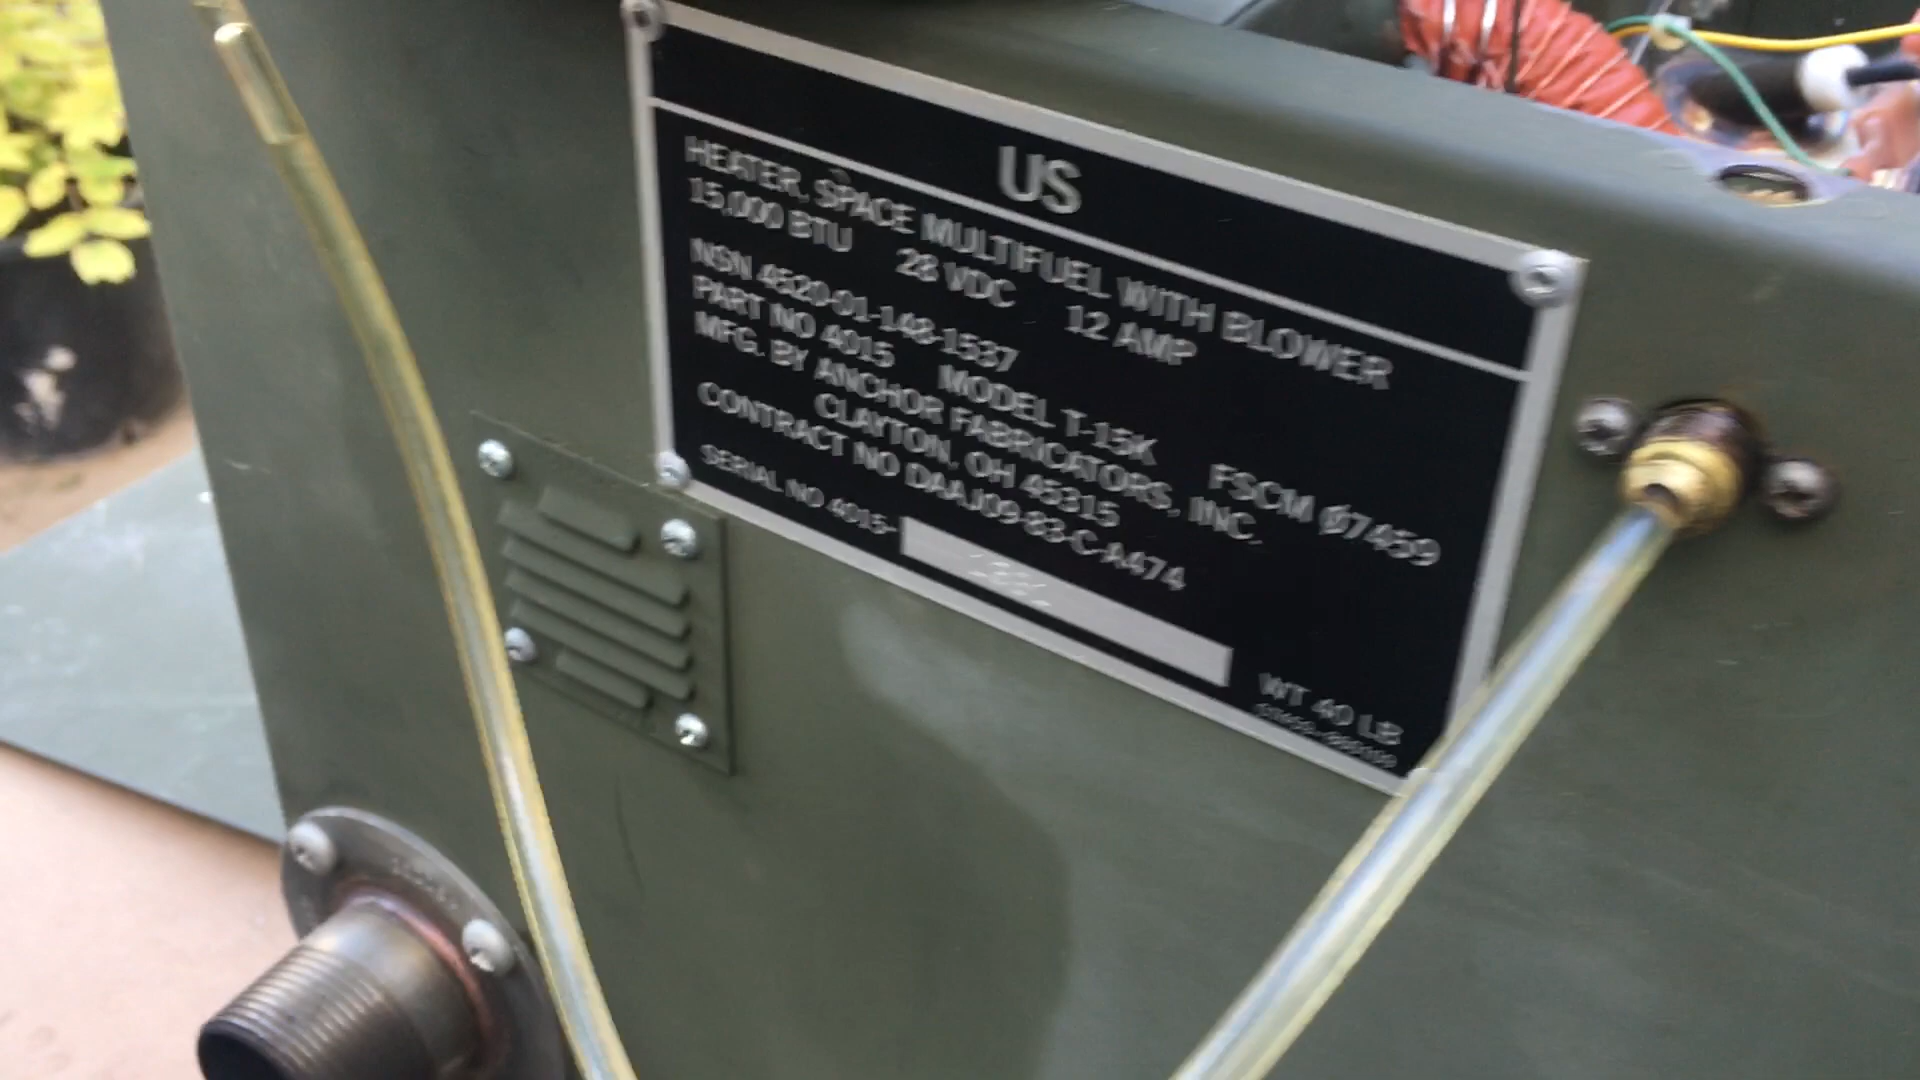 US
HEATER, SPACE MULTIFUEL WITH BLOWER
15,000 BTU 28 VDC 12 AMP
NSN 4520-01-148-1537
PART NO 4015 MODEL T-15K FSCM Ø7459
MFG. BY ANCHOR FABRICATORS, INC,
CLAYTON, OH 45315
CONTRACT NO DAAJ09-83-C-A474
SERIAL NO 4015-
WT 40 LB